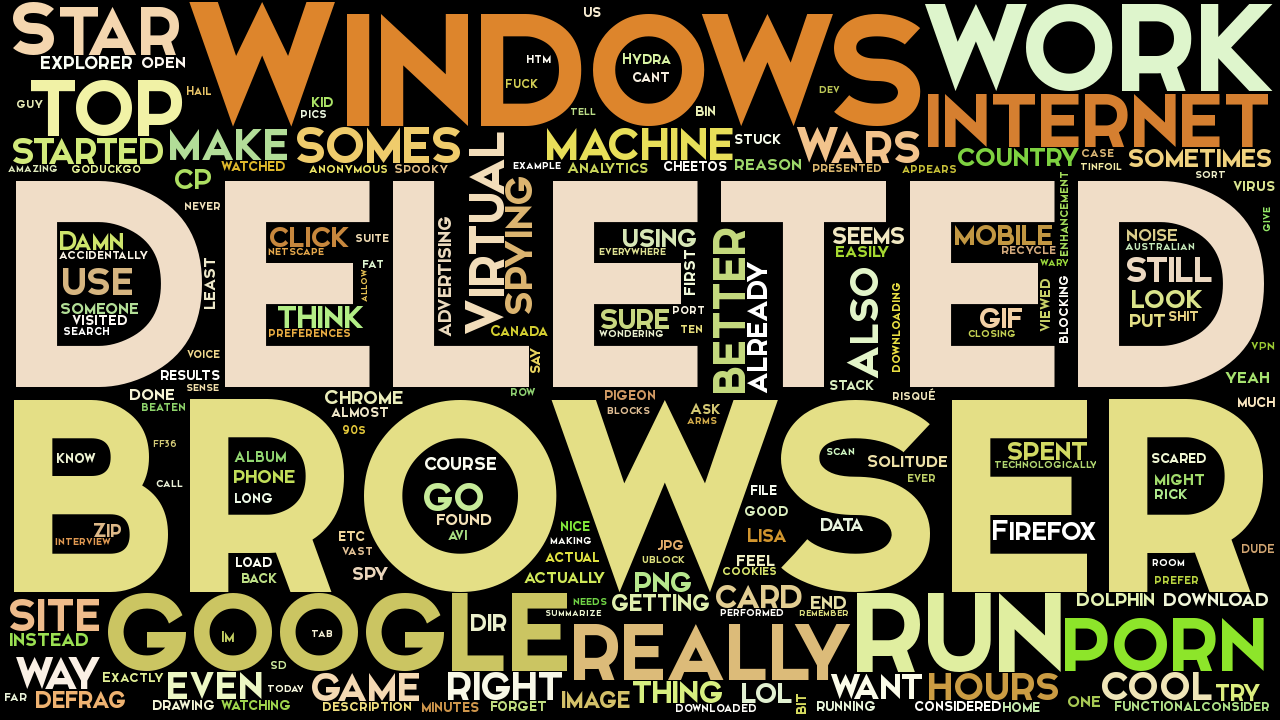 STAR
WINDOWS
US
WORK
EXPLORER
OPEN
HTM
HYDRA
CANT
FUCK
TOP
GUY
HAIL
KID
PICS
TELL
BIN
DEV
INTERNET
STARTED
MAKE
SOMES
MACHINE
STUCK
WARS
COUNTRY
CASE
SOMETIMES
AMAZING
GODUCKGO
WATCHED
ANONYMOUS
SPOOKY
EXAMPLE
ANALYTICS
CHEETOS
REASON
PRESENTED
APPEARS
TINFOIL
SORT
CP
VIRTUAL
SPYING
ENHANCEMENT
VIRUS
DELETED
NEVER
GIVE
DAMN
ACCIDENTALLY
CLICK
NETSCAPE
SUITE
ADVERTISING
USING
EVERYWHERE
FIRST
BETTER
SEEMS
EASILY
MOBILE
RECYCLE
WARY
NOISE
AUSTRALIAN
USE
LEAST
FAT
ALLOW
ALREADY
ALSO
DOWNLOADING
VIEWED
BLOCKING
STILL
SOMEONE
VISITED
SEARCH
THINK
PREFERENCES
CANADA
SURE
WONDERING
PORT
TEN
GIF
CLOSING
LOOK
PUT
SHIT
VOICE
SAY
VPN
RESULTS
SENSE
STACK
YEAH
DONE
BEATEN
CHROME
ALMOST
ROW
PIGEON
BLOCKS
ASK
ARMS
RISQUÉ
MUCH
BROWSER
90S
FF36
KNOW
CALL
ALBUM
PHONE
LONG
COURSE
GO
FOUND
AVI
SCAN
SOLITUDE
EVER
SPENT
TECHNOLOGICALLY
SCARED
MIGHT
RICK
FILE
GOOD
ZIP
INTERVIEW
ETC
VAST
NICE
MAKING
LISA
DATA
FIREFOX
DUDE
LOAD
BACK
SPY
ACTUAL
ACTUALLY
JPG
UBLOCK
FEEL
COOKIES
ROOM
PREFER
PNG
SITE
INSTEAD
GOOGLE
IM
TAB
DIR
NEEDS
SUMMARIZE
GETTING
CARD
PERFORMED
END
REMEMBER
RUN
DOLPHIN
DOWNLOAD
REALLY
PORN
WAY
EXACTLY
SD
FAR
DEFRAG
EVEN
DRAWING
WATCHING
TODAY
GAME
DESCRIPTION
MINUTES
RIGHT
FORGET
IMAGE
THING
DOWNLOADED
LOL
BIT
WANT
RUNNING
HOURS
CONSIDERED
HOME
ONE
COOL
TRY
FUNCTIONAL
CONSIDER